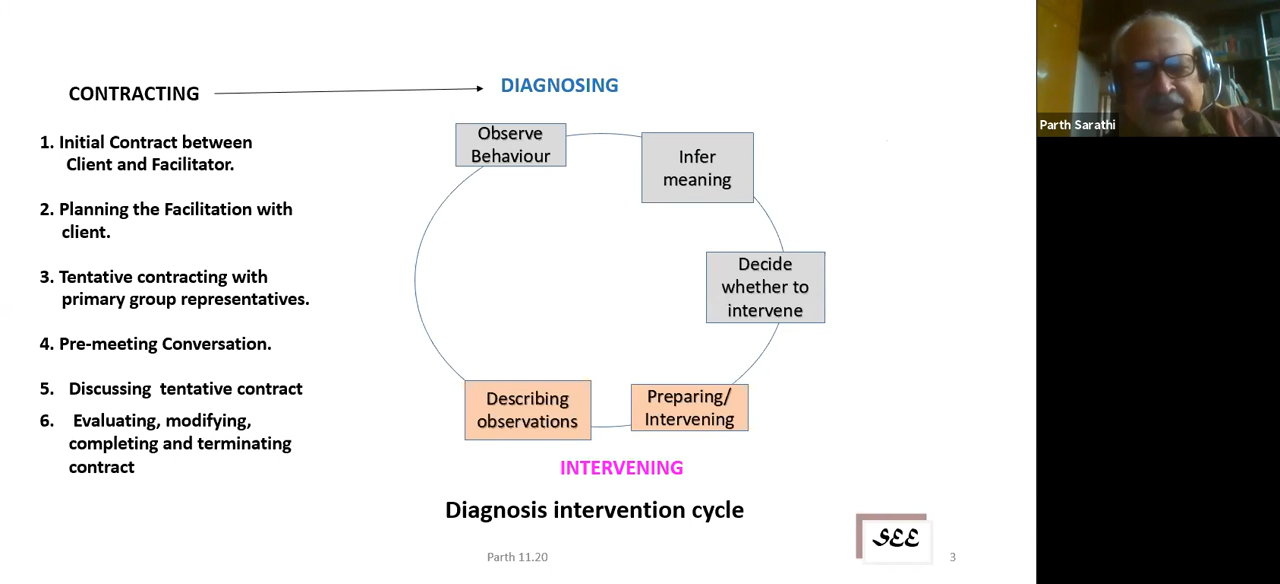 CONTRACTING
1. Initial Contract between
Client and Facilitator.
2. Planning the Facilitation with
client.
3. Tentative contracting with
primary group representatives.
4. Pre-meeting Conversation.
5. Discussing tentative contract
6. Evaluating, modifying,
completing and terminating
contract
DIAGNOSING
Observe
Behaviour
Infer
meaning
Decide
whether to
intervene
Preparing/
Intervening
Describing
observations
INTERVENING
Diagnosis intervention cycle
Parth 11.20
SEE
3
Parth Sarathi